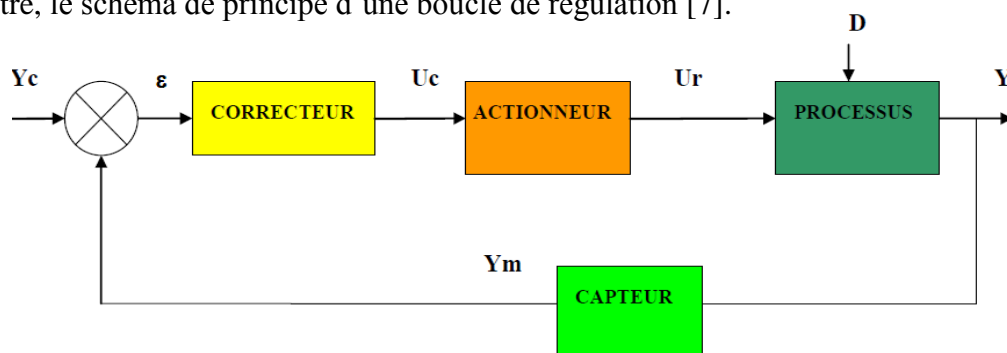 tre, le schéma de principe d'une boucle de régulation [7].
D
Yc
ε
Uc
Ur
Y
CORRECTEUR
ACTIONNEUR
PROCESSUS
Ym
CAPTEUR